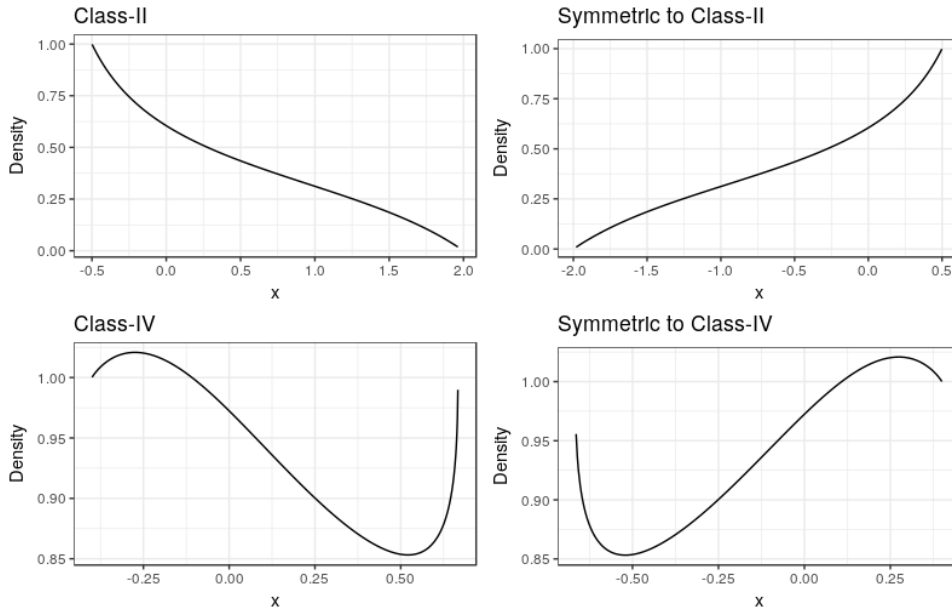 Class-II
Symmetric to Class-II
1.00
0.75
0.50
0.25
0.00
Density
-0.5 0.0 0.5 1.0 1.5 2.0
x
1.00
0.75
0.50
0.25
0.00
Density
-2.0 -1.5 -1.0 -0.5 0.0 0.5
x
Class-IV
Symmetric to Class-IV
1.00
0.95
0.90
0.85
Density
-0.25 0.00 0.25 0.50
x
1.00
0.95
0.90
0.85
Density
-0.50 -0.25 0.00 0.25
x